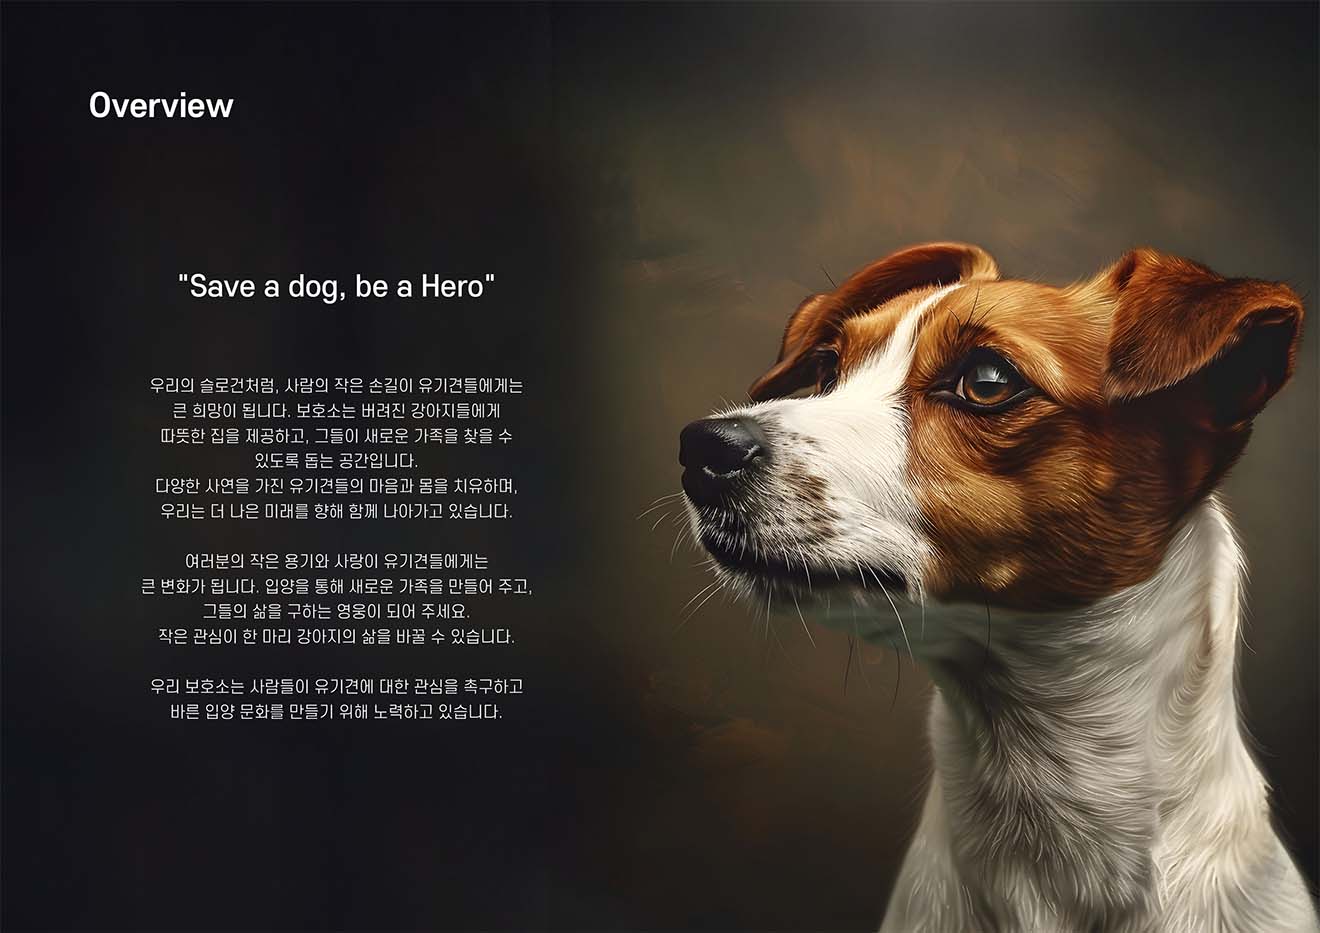 Overview
"Save a dog, be a Hero"
우리의 슬로건처럼, 사람의 작은 손길이 유기견들에게는
큰 희망이 됩니다. 보호소는 버려진 강아지들에게
따뜻한 집을 제공하고, 그들이 새로운 가족을 찾을 수
있도록 돕는 공간입니다.
다양한 사연을 가진 유기견들의 마음과 몸을 치유하며,
우리는 더 나은 미래를 향해 함께 나아가고 있습니다.
여러분의 작은 용기와 사랑이 유기견들에게는
큰 변화가 됩니다. 입양을 통해 새로운 가족을 만들어 주고,
그들의 삶을 구하는 영웅이 되어 주세요.
작은 관심이 한 마리 강아지의 삶을 바꿀 수 있습니다.
우리 보호소는 사람들이 유기견에 대한 관심을 촉구하고
바른 입양 문화를 만들기 위해 노력하고 있습니다.